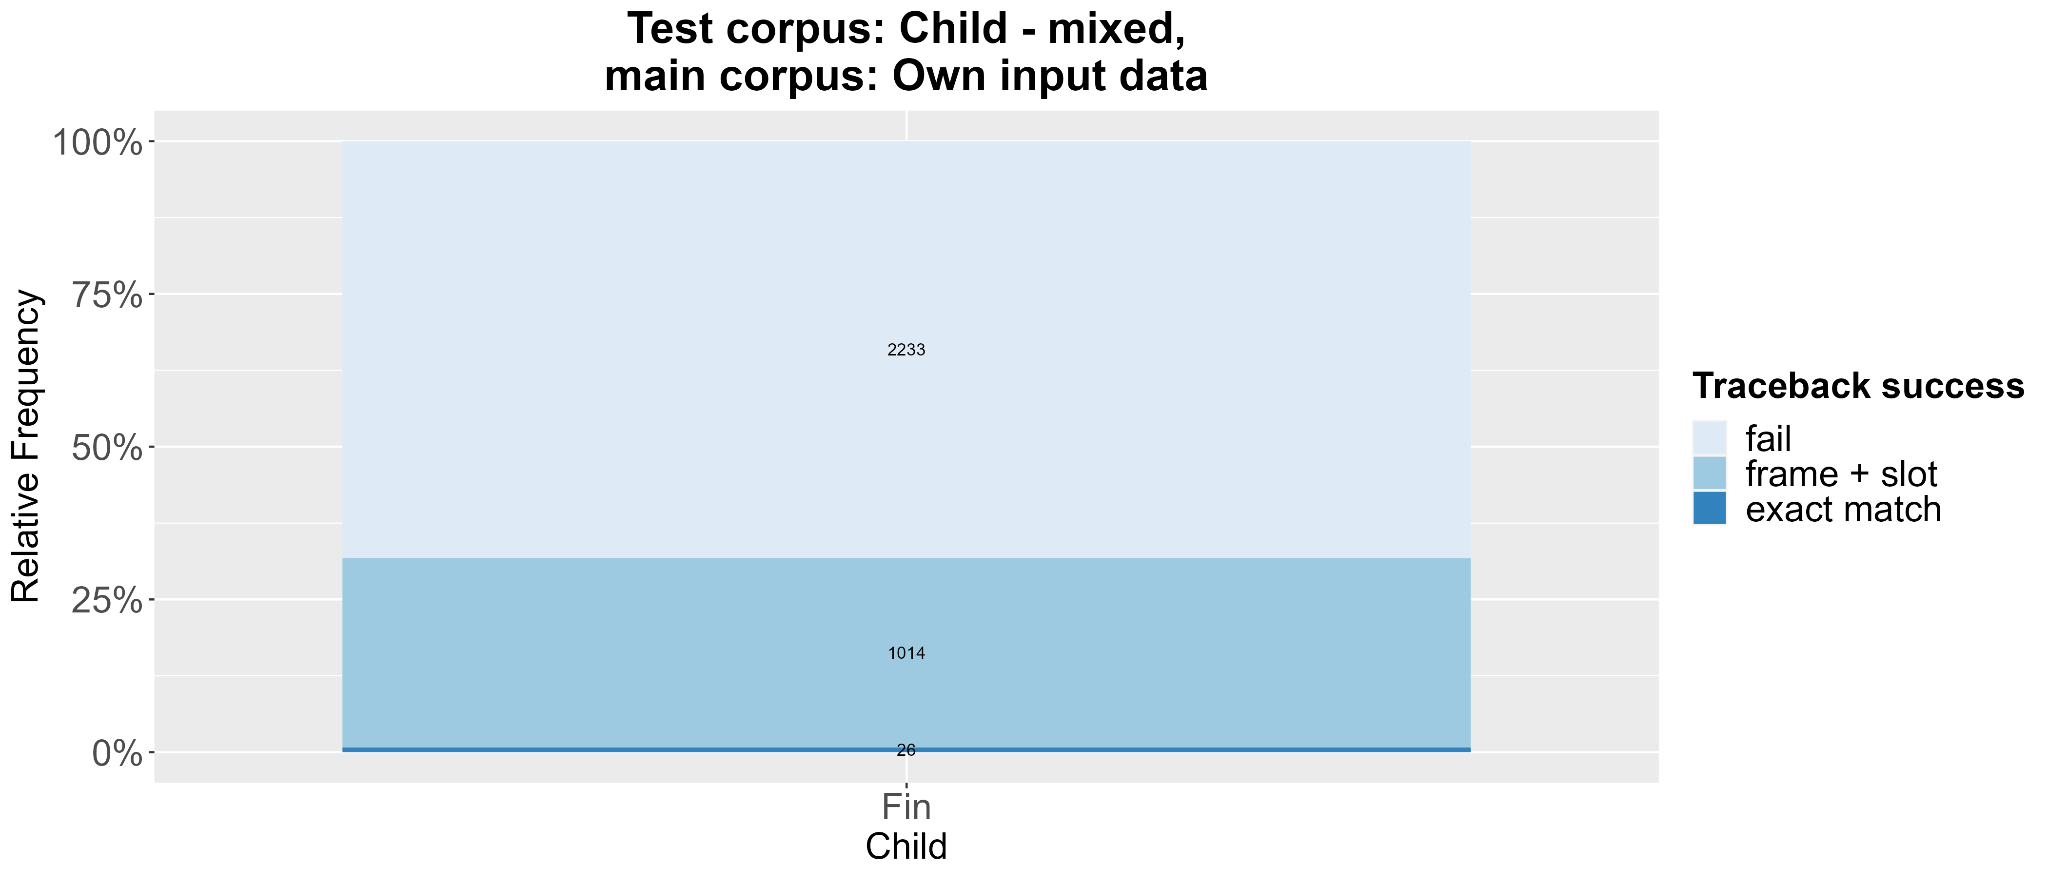 Test corpus: Child - mixed,
main corpus: Own input data
Relative Frequency
100%
75%
50%
25%
0%
2233
1014
26
Fin
Child
Traceback success
fail
frame + slot
exact match